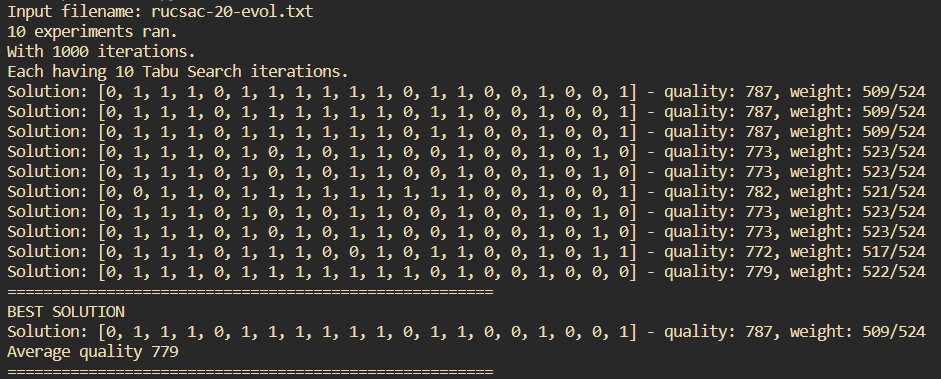 Input filename: rucsac-20-evol.txt
10 experiments ran.
With 1000 iterations.
Each having 10 Tabu Search iterations.
Solution: [0, 1, 1, 1, 0, 1, 1, 1, 1, 1, 1, 0, 1, 1, 0, 0, 1, 0, 0, 1] - quality: 787, weight: 509/524
Solution: [0, 1, 1, 1, 0, 1, 1, 1, 1, 1, 1, 0, 1, 1, 0, 0, 1, 0, 0, 1] - quality: 787, weight: 509/524
Solution: [0, 1, 1, 1, 0, 1, 1, 1, 1, 1, 1, 0, 1, 1, 0, 0, 1, 0, 0, 1] - quality: 787, weight: 509/524
Solution: [0, 1, 1, 1, 0, 1, 0, 1, 0, 1, 1, 0, 0, 1, 0, 0, 1, 0, 1, 0] - quality: 773, weight: 523/524
Solution: [0, 1, 1, 1, 0, 1, 0, 1, 0, 1, 1, 0, 0, 1, 0, 0, 1, 0, 1, 0] - quality: 773, weight: 523/524
Solution: [0, 0, 1, 1, 0, 1, 1, 1, 1, 1, 1, 1, 1, 1, 0, 0, 1, 0, 0, 1] - quality: 782, weight: 521/524
Solution: [0, 1, 1, 1, 0, 1, 0, 1, 0, 1, 1, 0, 0, 1, 0, 0, 1, 0, 1, 0] - quality: 773, weight: 523/524
Solution: [0, 1, 1, 1, 0, 1, 0, 1, 0, 1, 1, 0, 0, 1, 0, 0, 1, 0, 1, 0] - quality: 773, weight: 523/524
Solution: [0, 1, 1, 1, 0, 1, 1, 1, 0, 0, 1, 0, 1, 1, 0, 0, 1, 0, 1, 1] - quality: 772, weight: 517/524
Solution: [0, 1, 1, 1, 0, 1, 1, 1, 1, 1, 1, 1, 0, 1, 0, 0, 1, 0, 0, 0] - quality: 779, weight: 522/524
======================================================
BEST SOLUTION
Solution: [0, 1, 1, 1, 0, 1, 1, 1, 1, 1, 1, 0, 1, 1, 0, 0, 1, 0, 0, 1] - quality: 787, weight: 509/524
Average quality 779
======================================================